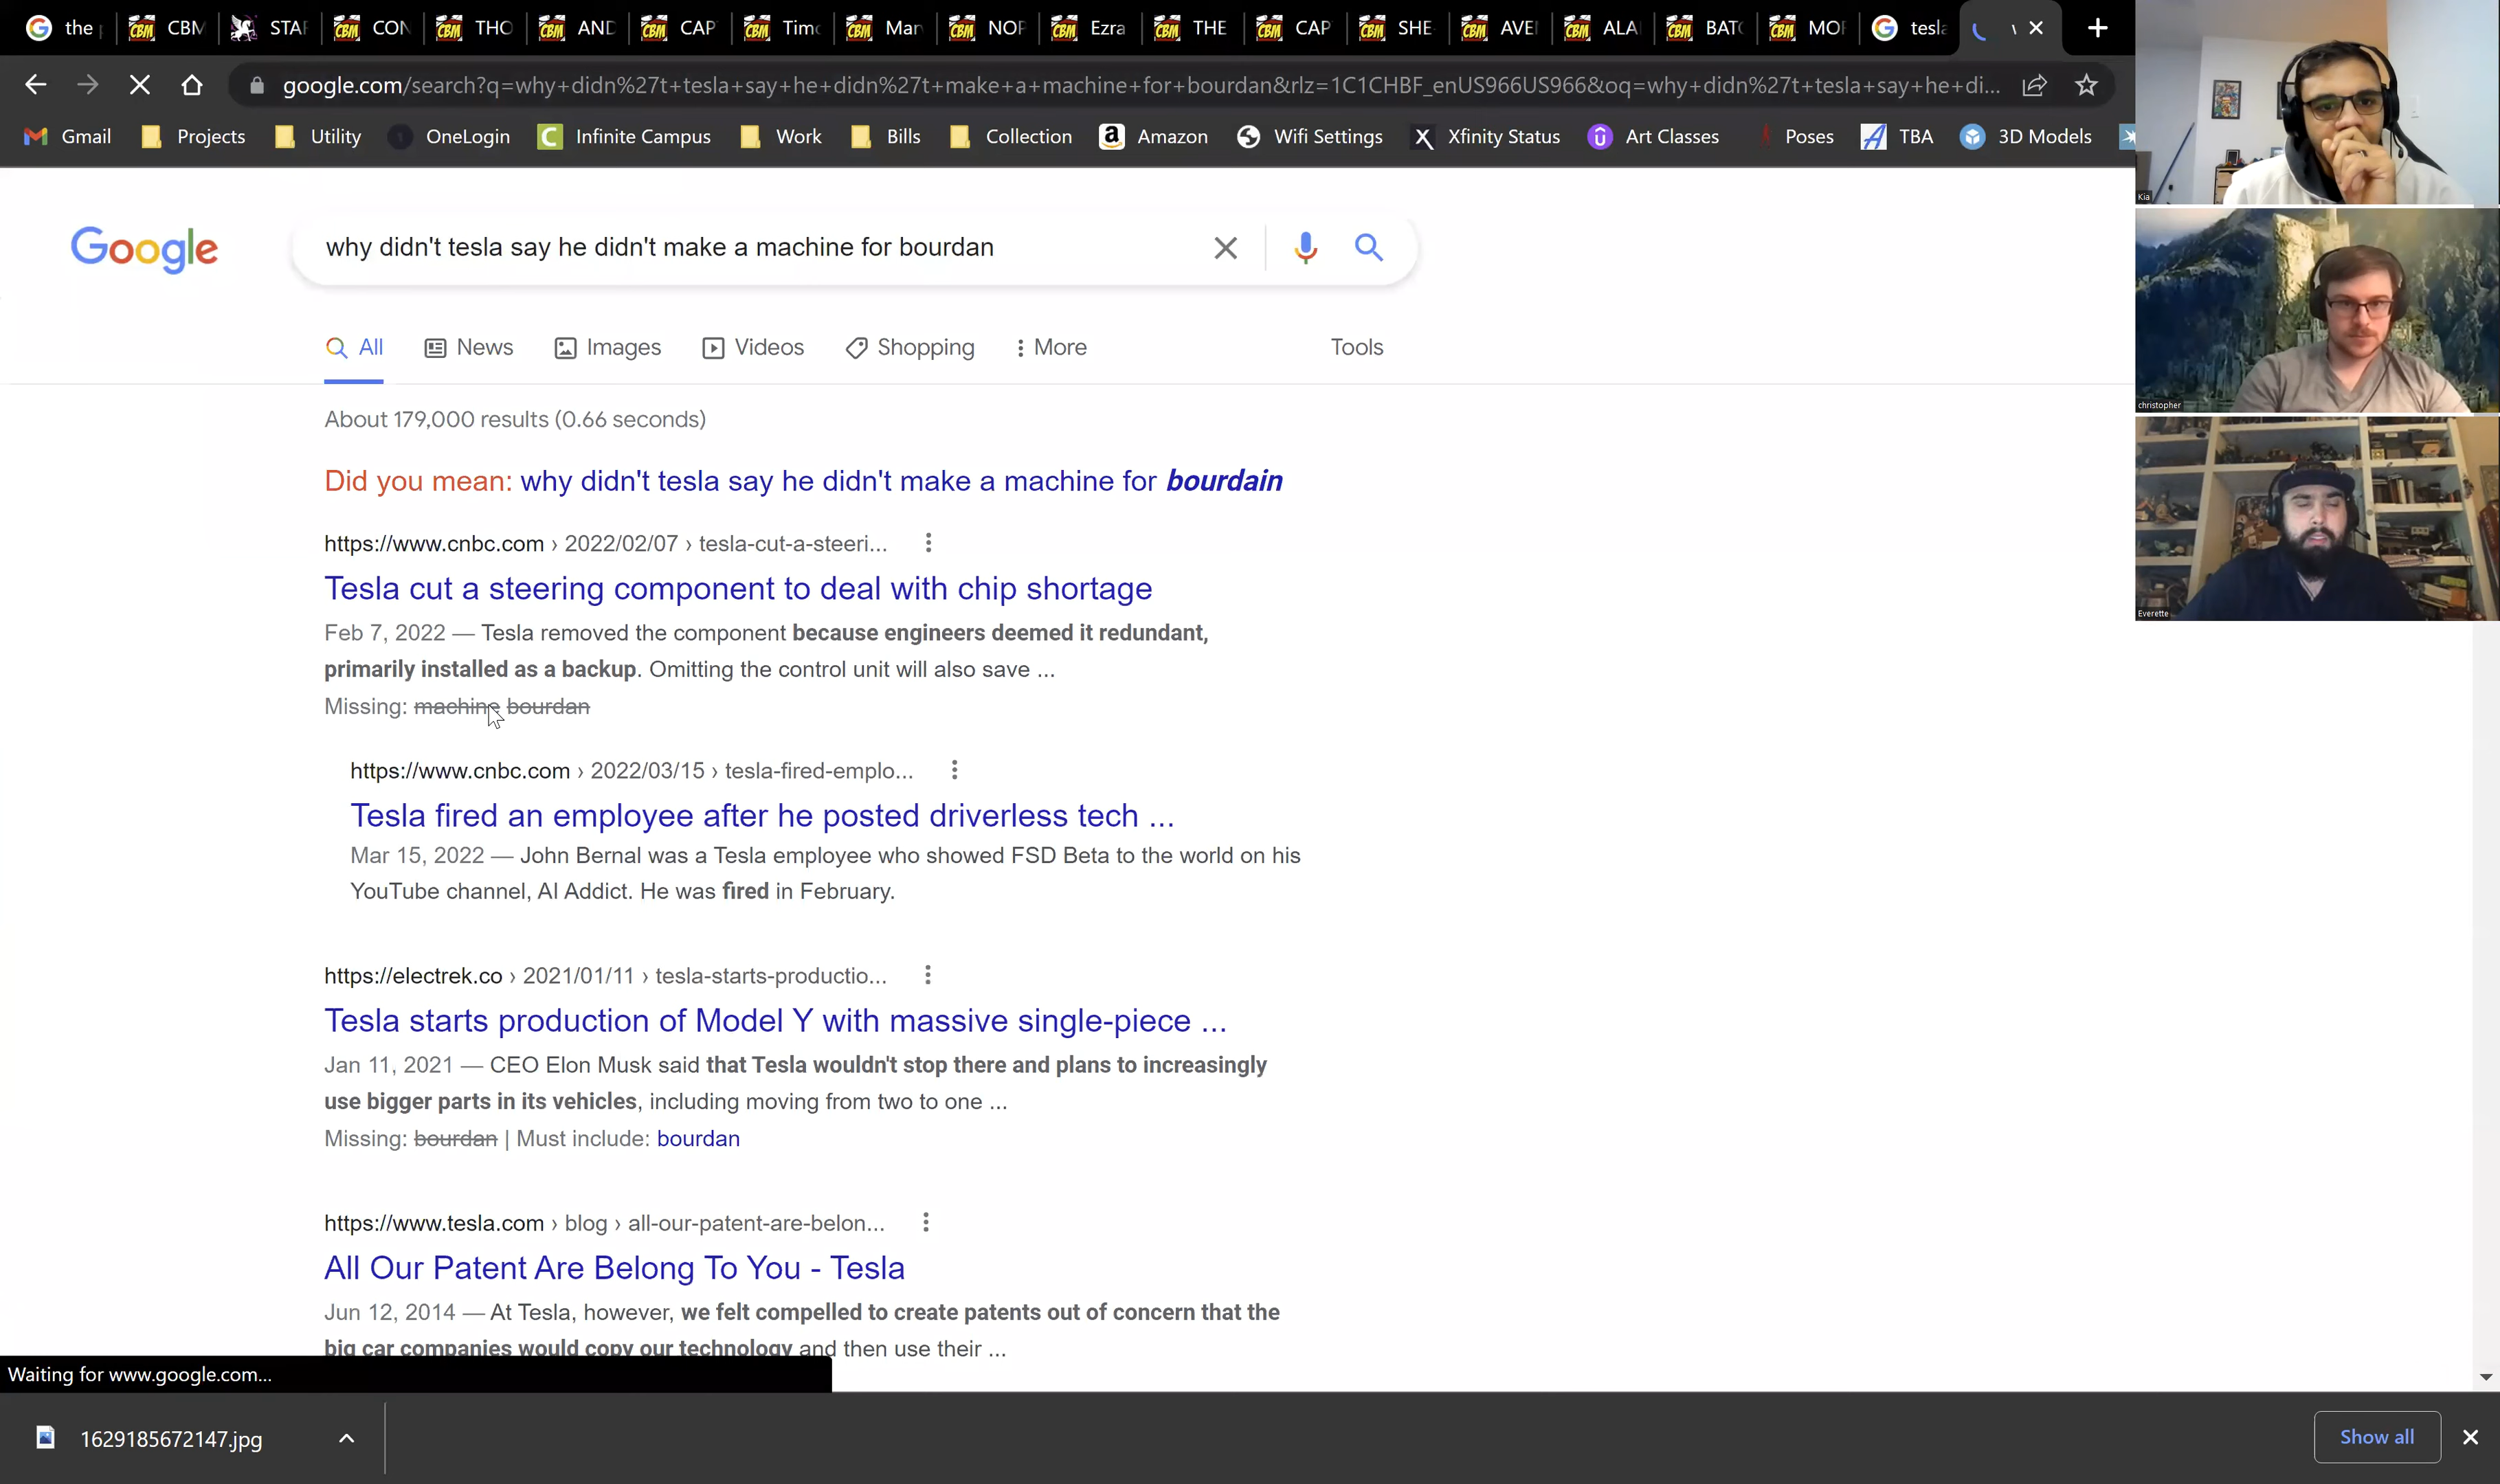 the CBM STAR CON THO AND CAP Timo Mar NOP Ezra THE CAP SHE AVE ALA BAT MOR tesla
google.com/search?q=why+didn%27t+tesla+say+he+didn%27t+make+a+machine+for+bourdan&rlz=1C1CHBF_enUS966US966&oq=why+didn%27t+tesla+say+he+di...
Gmail Projects Utility OneLogin Infinite Campus Work Bills Collection Amazon Wifi Settings Xfinity Status Art Classes Poses TBA 3D Models
Kia
Google why didn't tesla say he didn't make a machine for bourdan
All News Images Videos Shopping More Tools
christopher
About 179,000 results (0.66 seconds)
Did you mean: why didn't tesla say he didn't make a machine for bourdain
https://www.cnbc.com › 2022/02/07 › tesla-cut-a-steeri...
Tesla cut a steering component to deal with chip shortage
Everette
Feb 7, 2022 — Tesla removed the component because engineers deemed it redundant,
primarily installed as a backup. Omitting the control unit will also save ...
Missing: machine bourdan
https://www.cnbc.com › 2022/03/15 › tesla-fired-emplo...
Tesla fired an employee after he posted driverless tech ...
Mar 15, 2022 — John Bernal was a Tesla employee who showed FSD Beta to the world on his
YouTube channel, AI Addict. He was fired in February.
https://electrek.co › 2021/01/11 › tesla-starts-productio...
Tesla starts production of Model Y with massive single-piece ...
Jan 11, 2021 — CEO Elon Musk said that Tesla wouldn't stop there and plans to increasingly
use bigger parts in its vehicles, including moving from two to one ...
Missing: bourdan | Must include: bourdan
https://www.tesla.com › blog › all-our-patent-are-belon...
All Our Patent Are Belong To You - Tesla
Jun 12, 2014 — At Tesla, however, we felt compelled to create patents out of concern that the
big car companies would copy our technology and then use their ...
Waiting for www.google.com...
1629185672147.jpg Show all